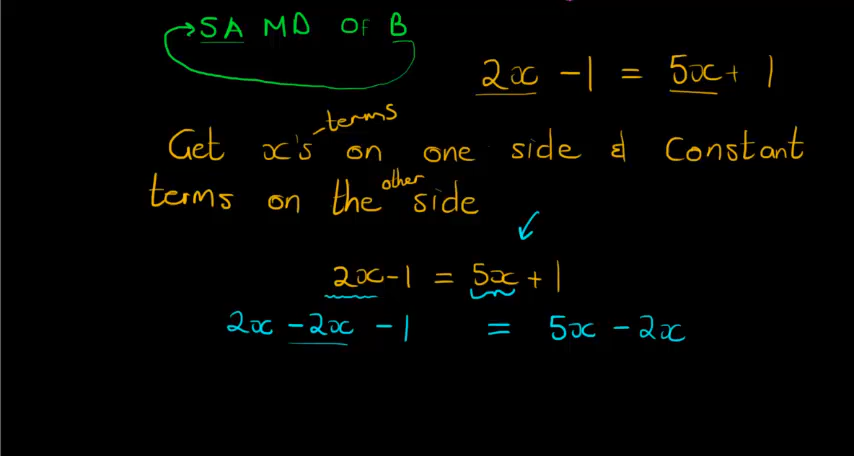 SA MD OF B
2x - 1 = 5x + 1
Get x's terms on one side & Constant
terms on the other side
2x - 1 = 5x + 1
2x - 2x - 1 = 5x - 2x